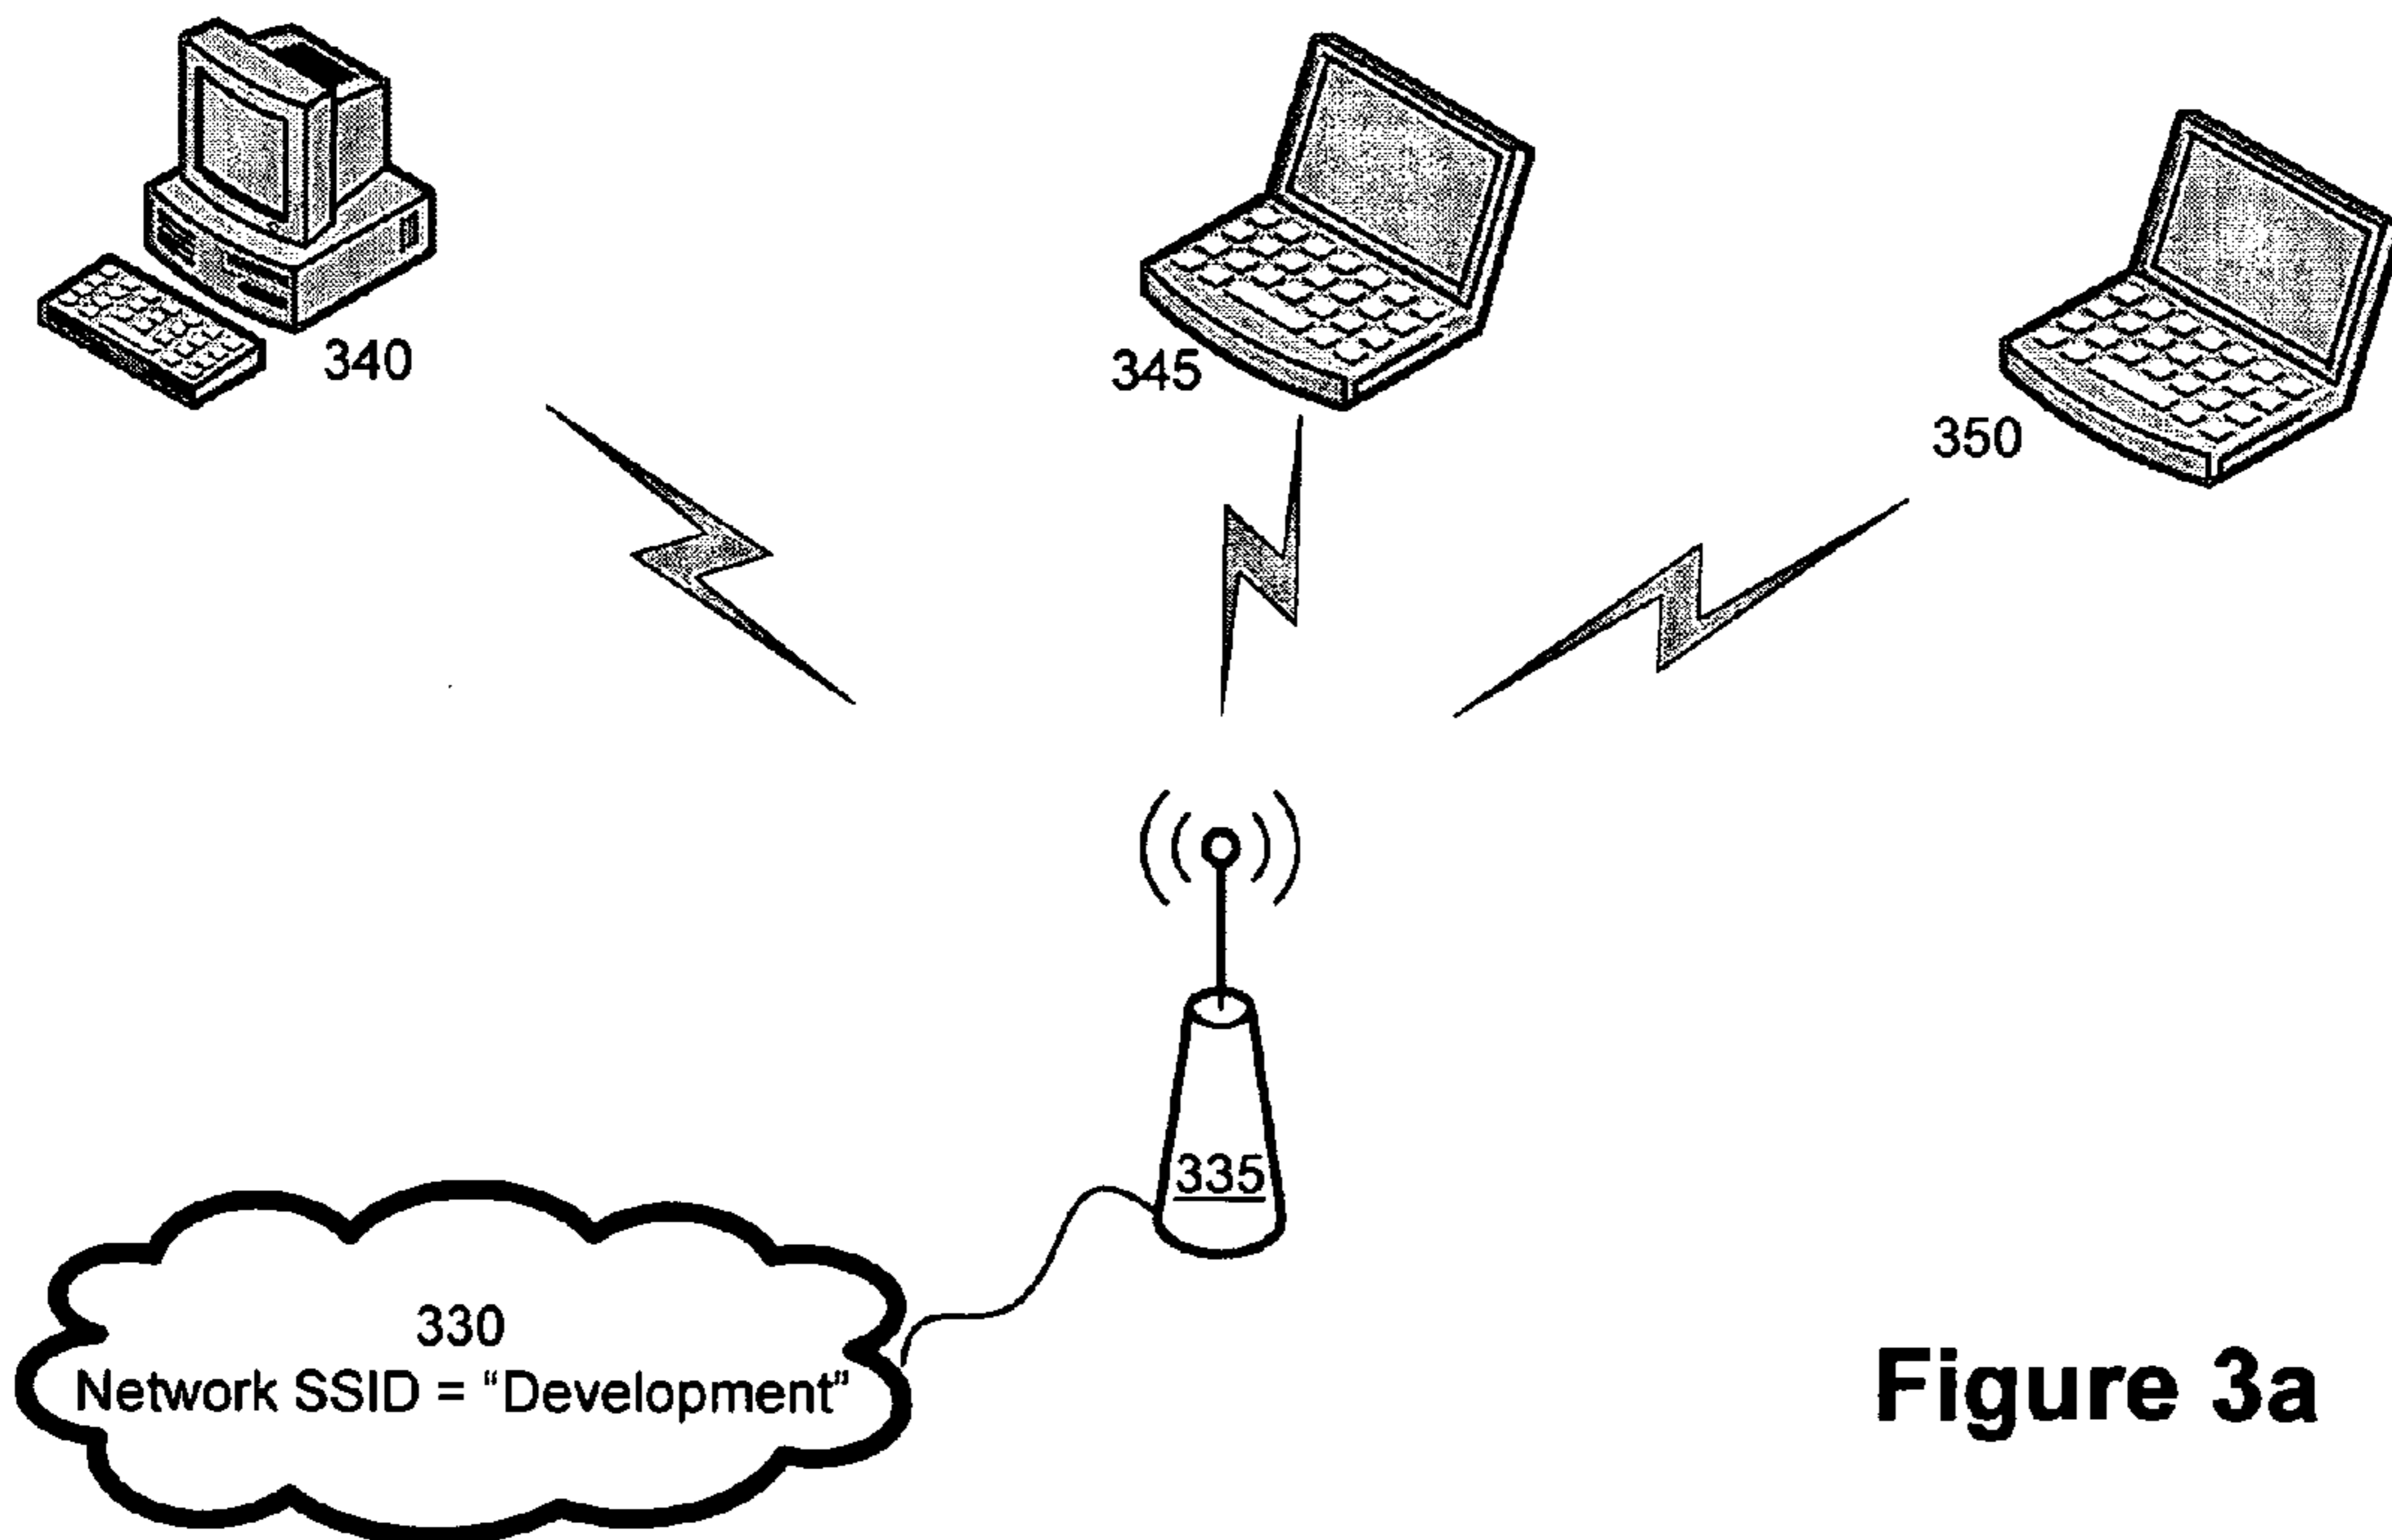 340
345
350
335
330
Network SSID = “Development”
Figure 3a